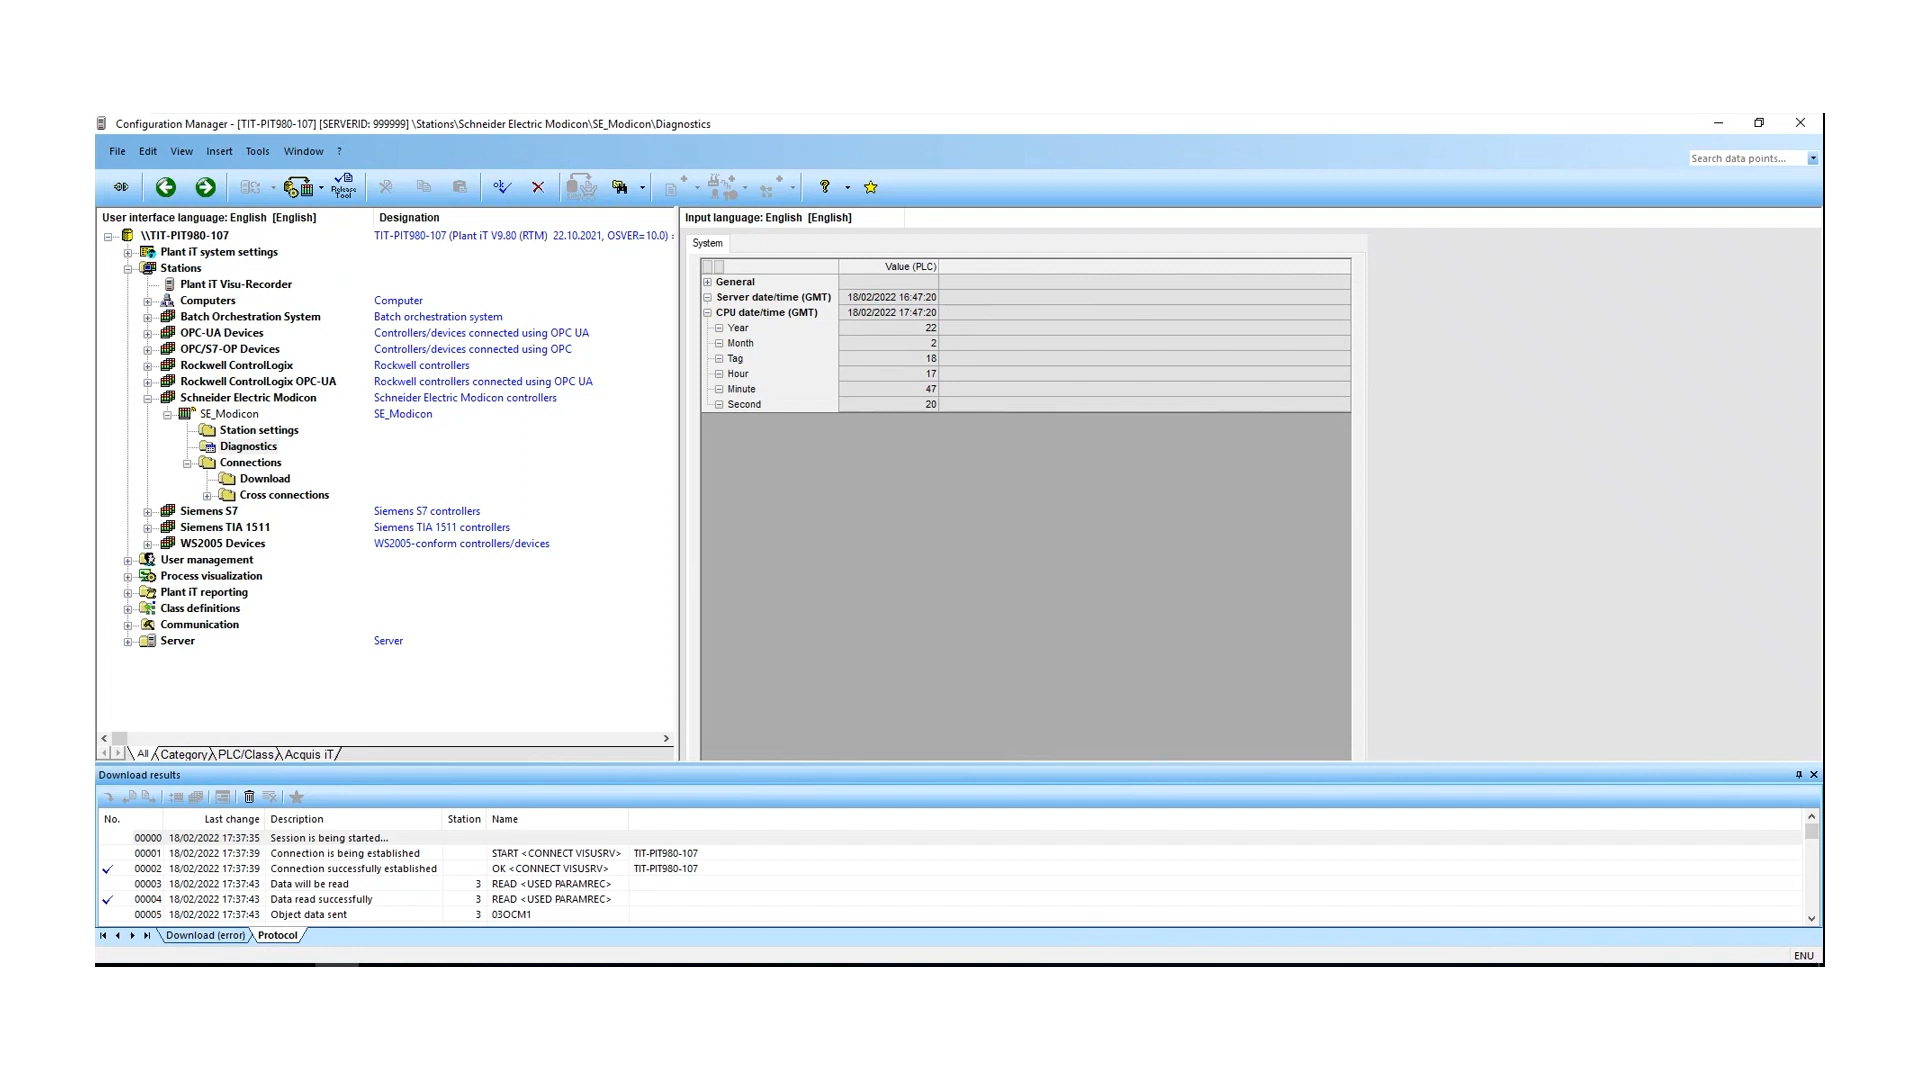 Configuration Manager - [TIT-PIT980-107] [SERVERID: 999999] \Stations\Schneider Electric Modicon\SE_Modicon\Diagnostics
File Edit View Insert Tools Window ?
Search data points...
Release Tool
User interface language: English [English] Designation
\\TIT-PIT980-107 TIT-PIT980-107 (Plant iT V9.80 (RTM) 22.10.2021, OSVER=10.0) :
Plant iT system settings
Stations
Plant iT Visu-Recorder
Computers Computer
Batch Orchestration System Batch orchestration system
OPC-UA Devices Controllers/devices connected using OPC UA
OPC/S7-OP Devices Controllers/devices connected using OPC
Rockwell ControlLogix Rockwell controllers
Rockwell ControlLogix OPC-UA Rockwell controllers connected using OPC UA
Schneider Electric Modicon Schneider Electric Modicon controllers
SE_Modicon SE_Modicon
Station settings
Diagnostics
Connections
Download
Cross connections
Siemens S7 Siemens S7 controllers
Siemens TIA 1511 Siemens TIA 1511 controllers
WS2005 Devices WS2005-conform controllers/devices
User management
Process visualization
Plant iT reporting
Class definitions
Communication
Server Server
All Category PLC/Class Acquis iT
Input language: English [English]
System
Value (PLC)
General
Server date/time (GMT) 18/02/2022 16:47:20
CPU date/time (GMT) 18/02/2022 17:47:20
Year 22
Month 2
Tag 18
Hour 17
Minute 47
Second 20
Download results
No. Last change Description Station Name
00000 18/02/2022 17:37:35 Session is being started...
00001 18/02/2022 17:37:39 Connection is being established START <CONNECT VISUSRV> TIT-PIT980-107
00002 18/02/2022 17:37:39 Connection successfully established OK <CONNECT VISUSRV> TIT-PIT980-107
00003 18/02/2022 17:37:43 Data will be read 3 READ <USED PARAMREC>
00004 18/02/2022 17:37:43 Data read successfully 3 READ <USED PARAMREC>
00005 18/02/2022 17:37:43 Object data sent 3 03OCM1
Download (error) Protocol
ENU